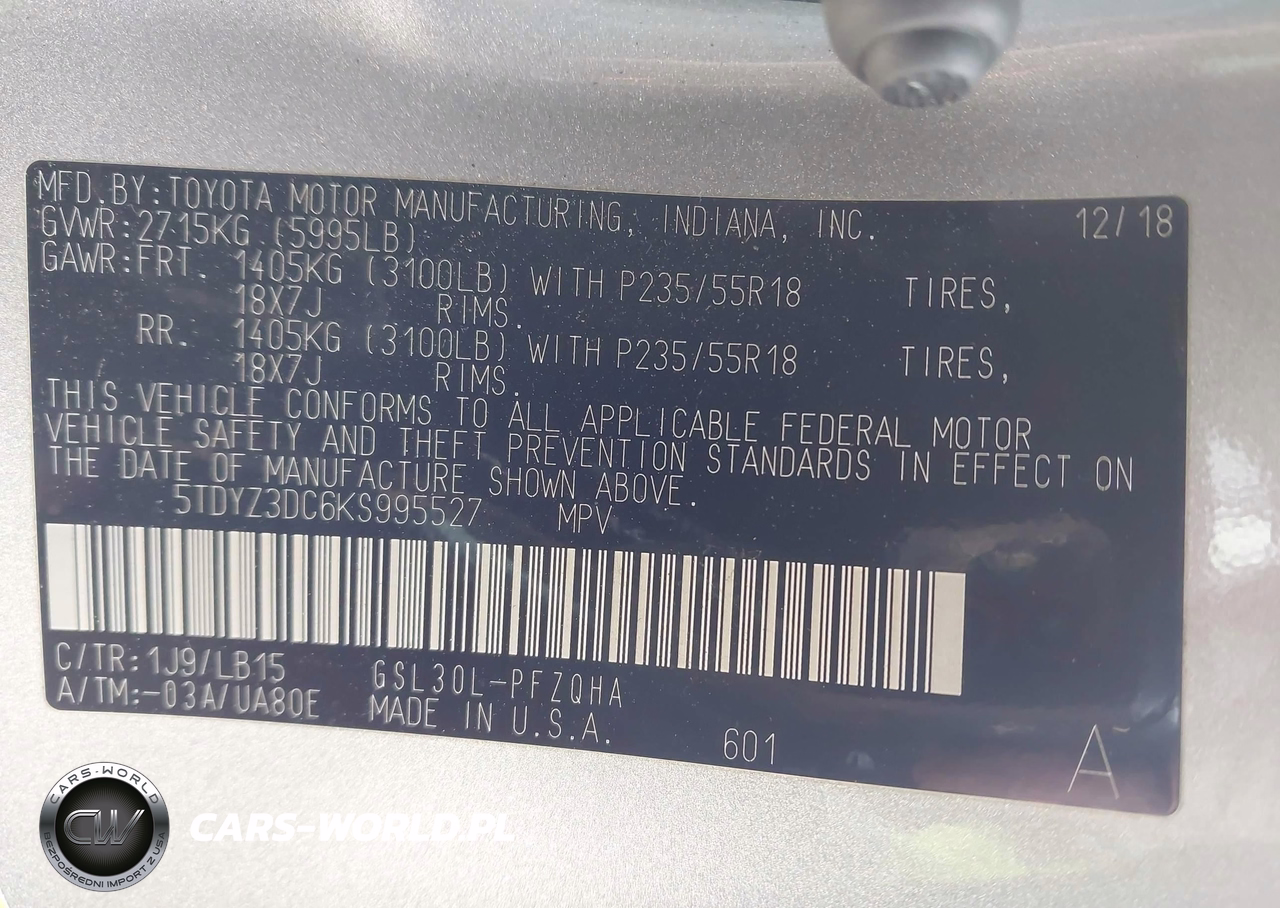 MFD.BY:TOYOTA MOTOR MANUFACTURING, INDIANA, INC. 12/18
GVWR:2715KG (5995LB)
GAWR:FRT. 1405KG (3100LB) WITH P235/55R18 TIRES,
18X7J RIMS.
RR. 1405KG (3100LB) WITH P235/55R18 TIRES,
18X7J RIMS.
THIS VEHICLE CONFORMS TO ALL APPLICABLE FEDERAL MOTOR
VEHICLE SAFETY AND THEFT PREVENTION STANDARDS IN EFFECT ON
THE DATE OF MANUFACTURE SHOWN ABOVE.
5TDYZ3DC6KS995527 MPV
C/TR:1J9/LB15 GSL30L-PFZQHA
A/TM:-03A/UA80E MADE IN U.S.A.
601 A
CARS-WORLD
CW
BEZPOŚREDNI IMPORT Z USA
CARS-WORLD.PL